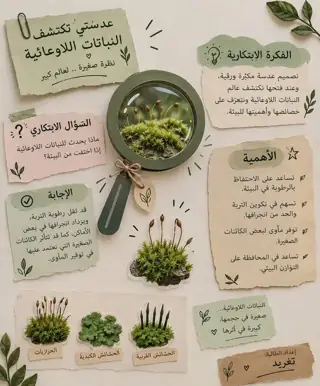 عدستي تكتشف
النباتات اللاوعائية
نظرة صغيرة .. لعالم كبير
الفكرة الابتكارية
تصميم عدسة مكبّرة ورقية،
وعند فتحها نكتشف عالم
النباتات اللاوعائية ونتعرف على
خصائصها وأهميتها للبيئة.
السّؤال الابتكاري
ماذا يحدث للنباتات اللاوعائية
إذا اختفت من البيئة؟
الأهمية
تساعد على الاحتفاظ
بالرطوبة في البيئة.
تسهم في تكوين التربة
والحد من انجرافها.
توفر مأوى لبعض الكائنات
الصغيرة.
تساعد في المحافظة على
التوازن البيئي.
الإجابة
قد تقل رطوبة التربة،
ويزداد انجرافها في بعض
الأماكن، كما قد تتأثر الكائنات
الصغيرة التي تعتمد عليها
في توفير المأوى.
الحزازيات
الحشائش الكبدية
الحشائش القرنية
النباتات اللاوعائية..
صغيرة في حجمها،
كبيرة في أثرها
إعداد الطالبة:
تغريد